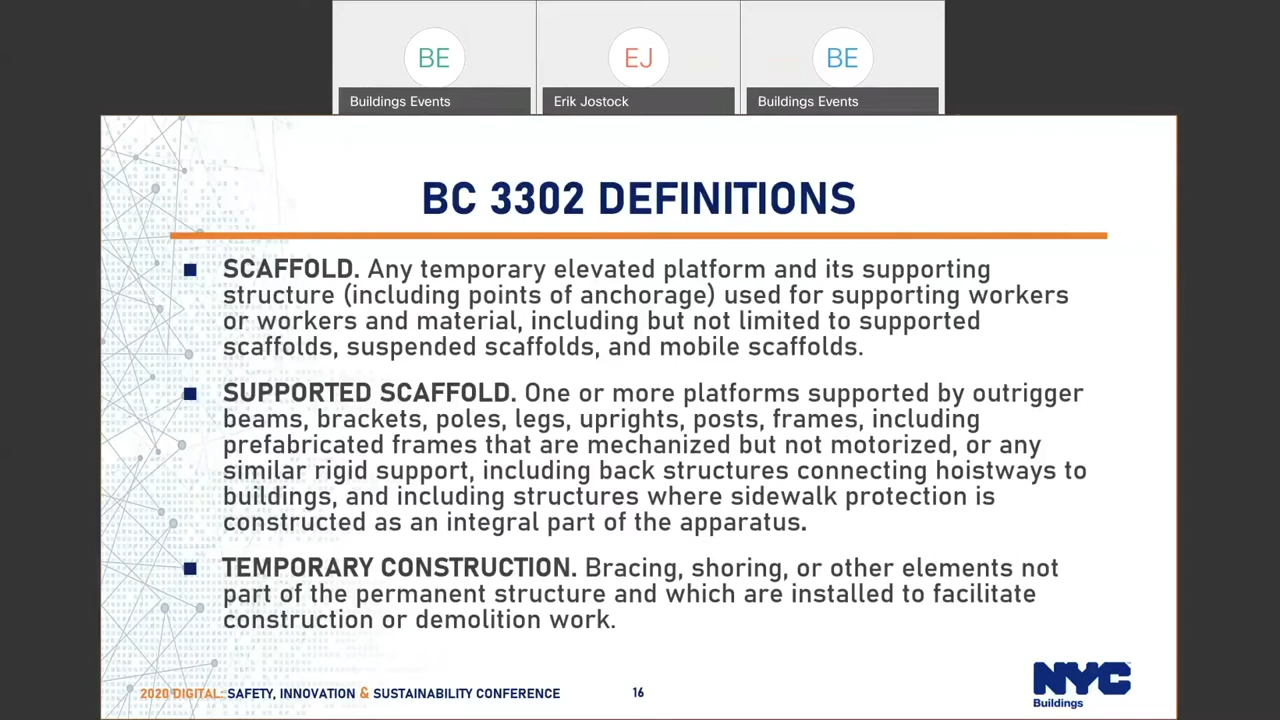 BE
EJ
BE
Buildings Events
Erik Jostock
Buildings Events
BC 3302 DEFINITIONS
SCAFFOLD. Any temporary elevated platform and its supporting
structure (including points of anchorage) used for supporting workers
or workers and material, including but not limited to supported
scaffolds, suspended scaffolds, and mobile scaffolds.
SUPPORTED SCAFFOLD. One or more platforms supported by outrigger
beams, brackets, poles, legs, uprights, posts, frames, including
prefabricated frames that are mechanized but not motorized, or any
similar rigid support, including back structures connecting hoistways to
buildings, and including structures where sidewalk protection is
constructed as an integral part of the apparatus.
TEMPORARY CONSTRUCTION. Bracing, shoring, or other elements not
part of the permanent structure and which are installed to facilitate
construction or demolition work.
2020 DIGITAL: SAFETY, INNOVATION & SUSTAINABILITY CONFERENCE
16
NYC
Buildings